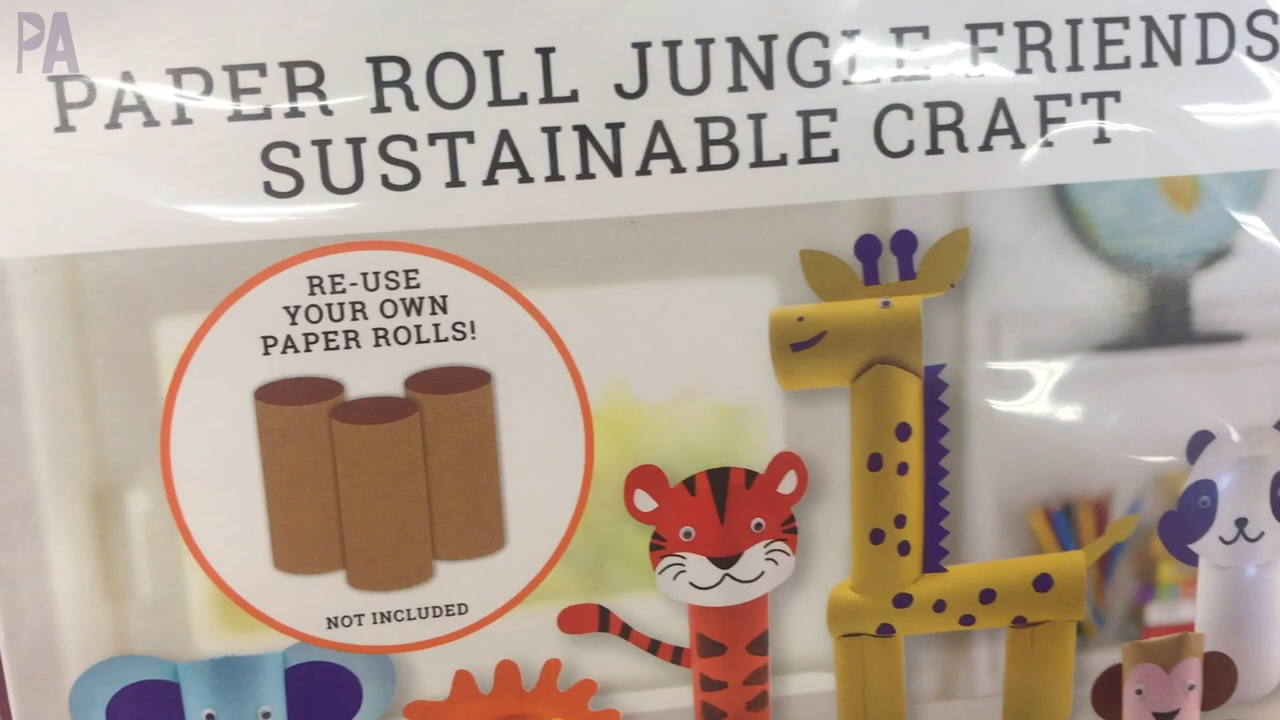 PA
PAPER ROLL JUNGLE FRIENDS
SUSTAINABLE CRAFT
RE-USE
YOUR OWN
PAPER ROLLS!
NOT INCLUDED